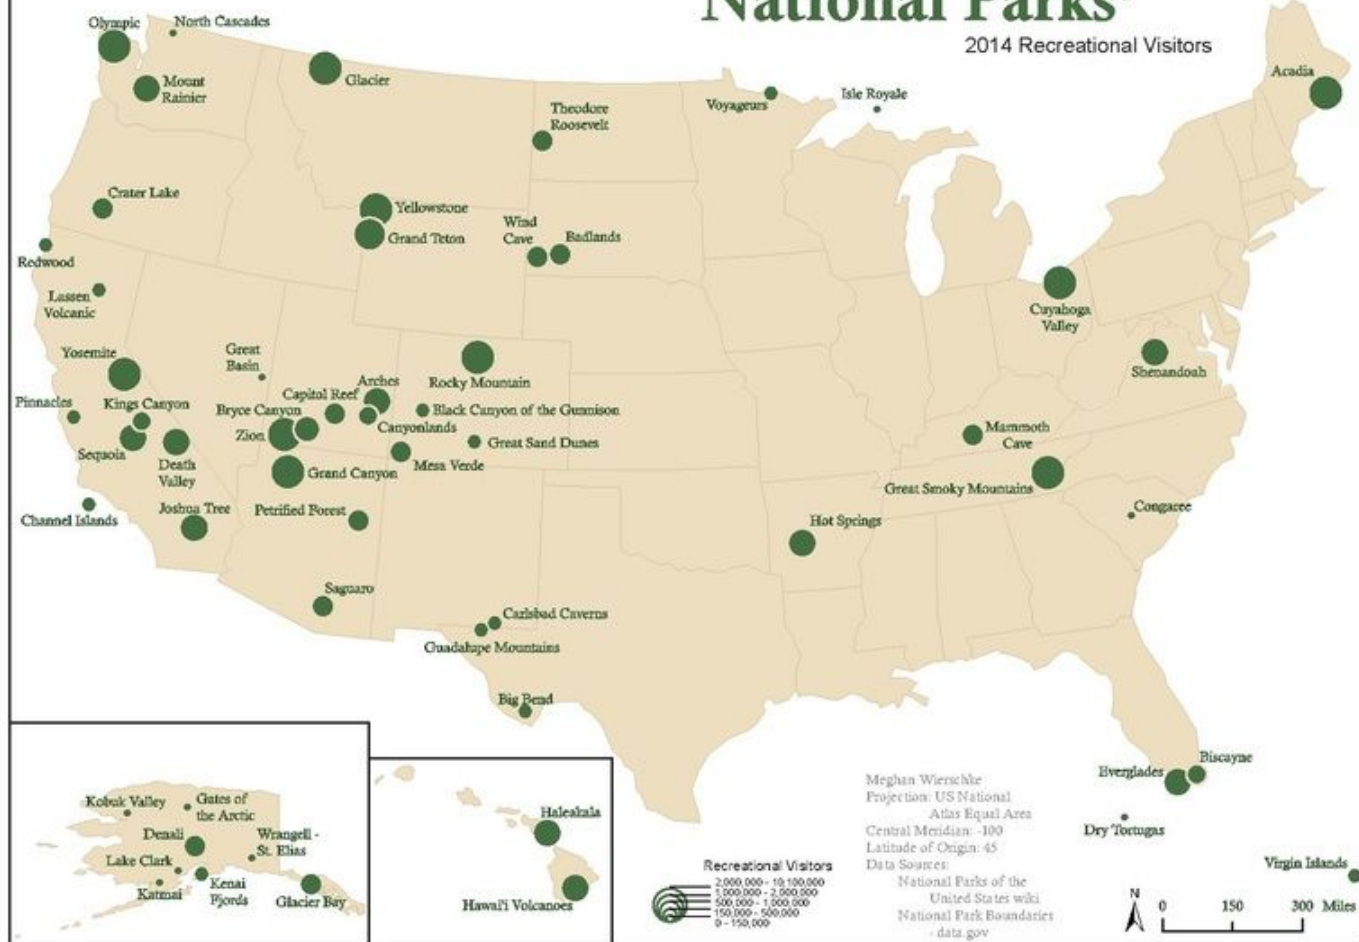 National Parks
2014 Recreational Visitors
Olympic
North Cascades
Mount
Rainier
Glacier
Theodore
Roosevelt
Voyageurs
Isle Royale
Acadia
Crater Lake
Yellowstone
Grand Teton
Wind
Cave
Badlands
Redwood
Lassen
Volcanic
Cuyahoga
Valley
Shenandoah
Yosemite
Great
Basin
Rocky Mountain
Arches
Capitol Reef
Pinnacles
Kings Canyon
Bryce Canyon
Black Canyon of the Gunnison
Canyonlands
Zion
Great Sand Dunes
Mammoth
Cave
Sequoia
Death
Valley
Mesa Verde
Grand Canyon
Great Smoky Mountains
Channel Islands
Joshua Tree
Petrified Forest
Hot Springs
Congaree
Saguaro
Carlsbad Caverns
Guadalupe Mountains
Big Bend
Biscayne
Everglades
Dry Tortugas
Virgin Islands
Kobuk Valley
Gates of
the Arctic
Denali
Wrangell -
St. Elias
Lake Clark
Katmai
Kenai
Fjords
Glacier Bay
Haleakala
Hawai'i Volcanoes
Recreational Visitors
2,000,000 - 10,100,000
1,000,000 - 2,000,000
500,000 - 1,000,000
150,000 - 500,000
0 - 150,000
Meghan Wierschke
Projection: US National
Atlas Equal Area
Central Meridian: -100
Latitude of Origin: 45
Data Sources:
National Parks of the
United States wiki
National Park Boundaries
- data.gov
N
0 150 300 Miles